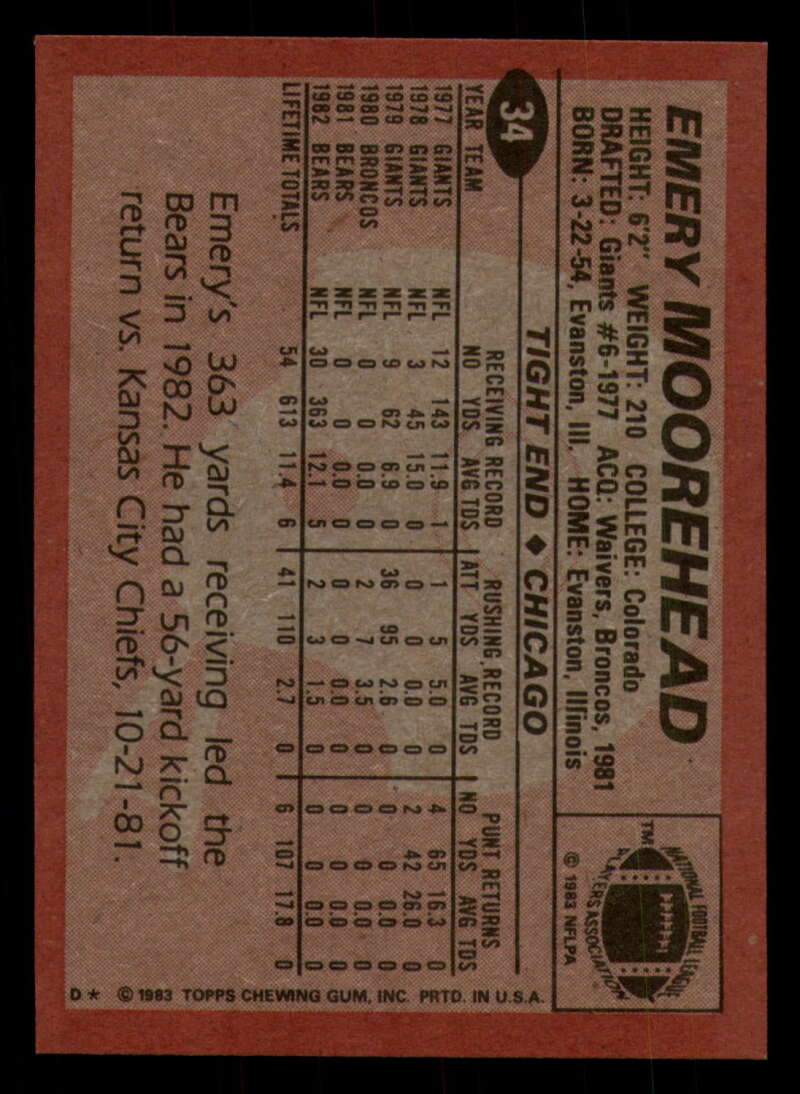 EMERY MOOREHEAD
HEIGHT: 6'2" WEIGHT: 210 COLLEGE: Colorado
DRAFTED: Giants #6-1977 ACQ: Waivers, Broncos, 1981
BORN: 3-22-54, Evanston, Ill. HOME: Evanston, Illinois
NATIONAL FOOTBALL LEAGUE
PLAYERS ASSOCIATION
TM
© 1983 NFLPA
34
TIGHT END ♦ CHICAGO
RECEIVING RECORD RUSHING RECORD PUNT RETURNS
YEAR TEAM NO YDS AVG TDS ATT YDS AVG TDS NO YDS AVG TDS
1977 GIANTS NFL 12 143 11.9 1 1 5 5.0 0 4 65 16.3 0
1978 GIANTS NFL 3 45 15.0 0 0 0 0.0 0 2 42 26.0 0
1979 GIANTS NFL 9 62 6.9 0 36 95 2.6 0 0 0 0.0 0
1980 BRONCOS NFL 0 0 0.0 0 2 7 3.5 0 0 0 0.0 0
1981 BEARS NFL 0 0 0.0 0 0 0 0.0 0 0 0 0.0 0
1982 BEARS NFL 30 363 12.1 5 2 3 1.5 0 0 0 0.0 0
LIFETIME TOTALS 54 613 11.4 6 41 110 2.7 0 6 107 17.8 0
Emery's 363 yards receiving led the
Bears in 1982. He had a 56-yard kickoff
return vs. Kansas City Chiefs, 10-21-81.
D* © 1983 TOPPS CHEWING GUM, INC. PRTD. IN U.S.A.